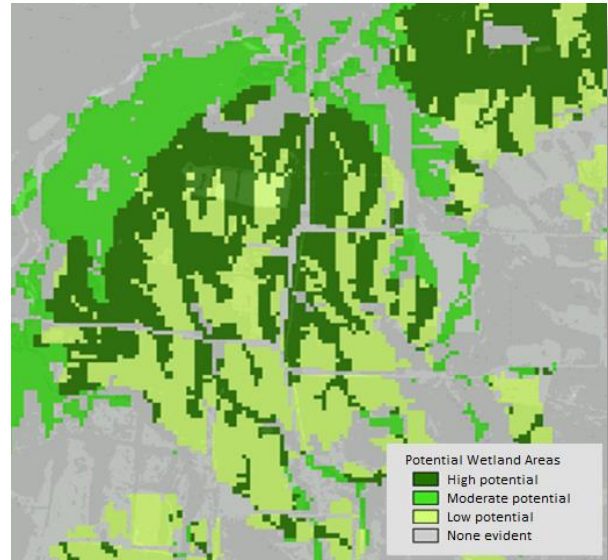 Potential Wetland Areas
High potential
Moderate potential
Low potential
None evident